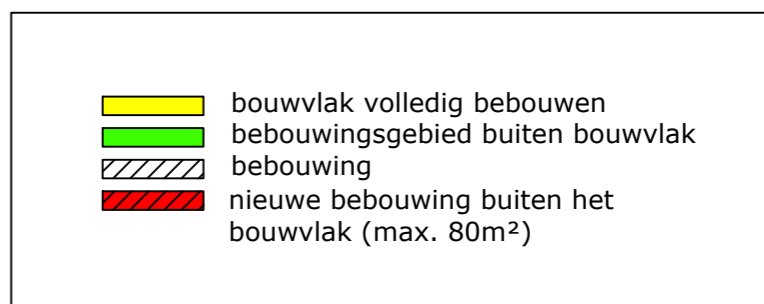 bouwvlak volledig bebouwen
bebouwingsgebied buiten bouwvlak
bebouwing
nieuwe bebouwing buiten het
bouwvlak (max. 80m²)